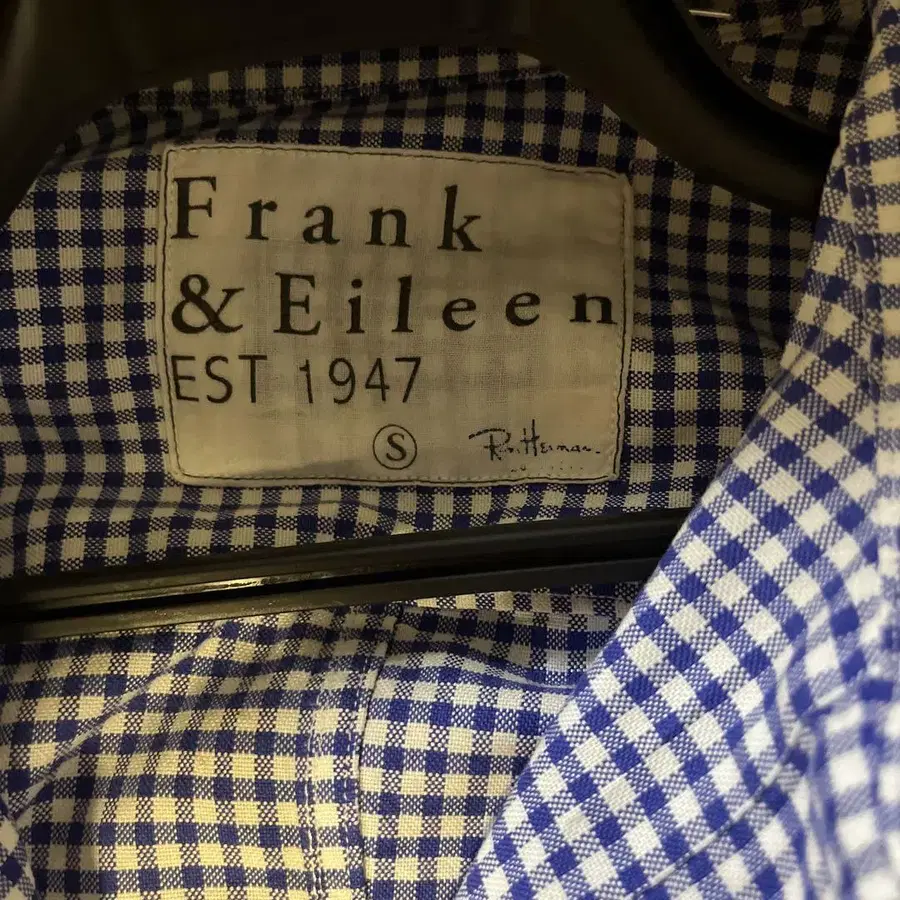 Frank
& Eileen
EST 1947
S Ron Herman